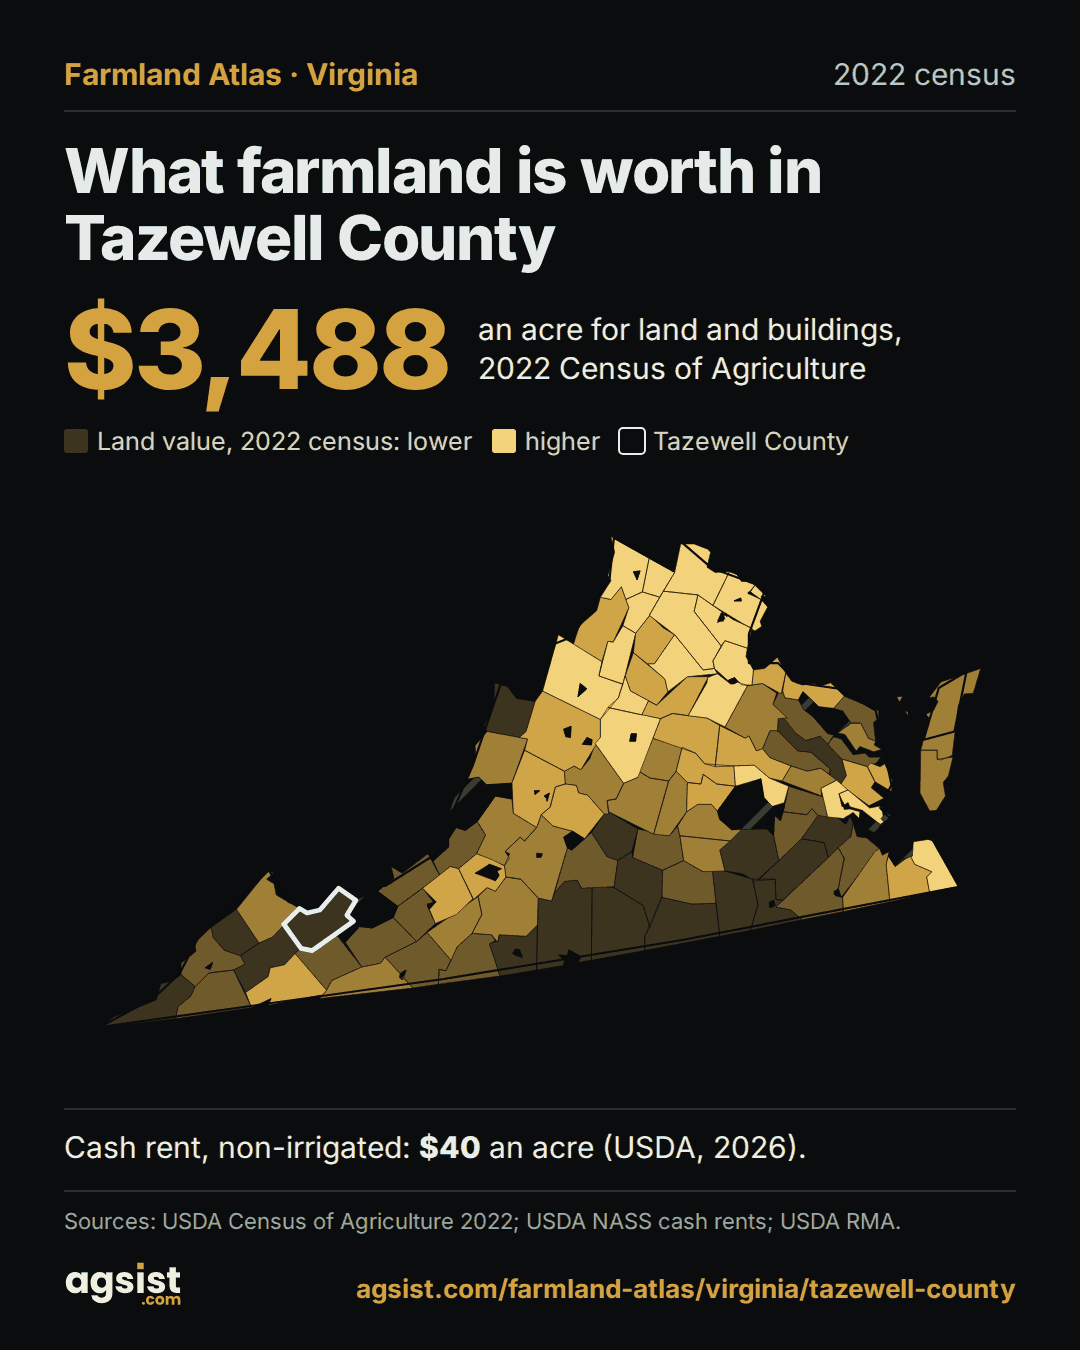 Farmland Atlas · Virginia
2022 census
What farmland is worth in
Tazewell County
$3,488
an acre for land and buildings,
2022 Census of Agriculture
Land value, 2022 census: lower
higher
Tazewell County
Cash rent, non-irrigated: $40 an acre (USDA, 2026).
Sources: USDA Census of Agriculture 2022; USDA NASS cash rents; USDA RMA.
agsist
.com
agsist.com/farmland-atlas/virginia/tazewell-county